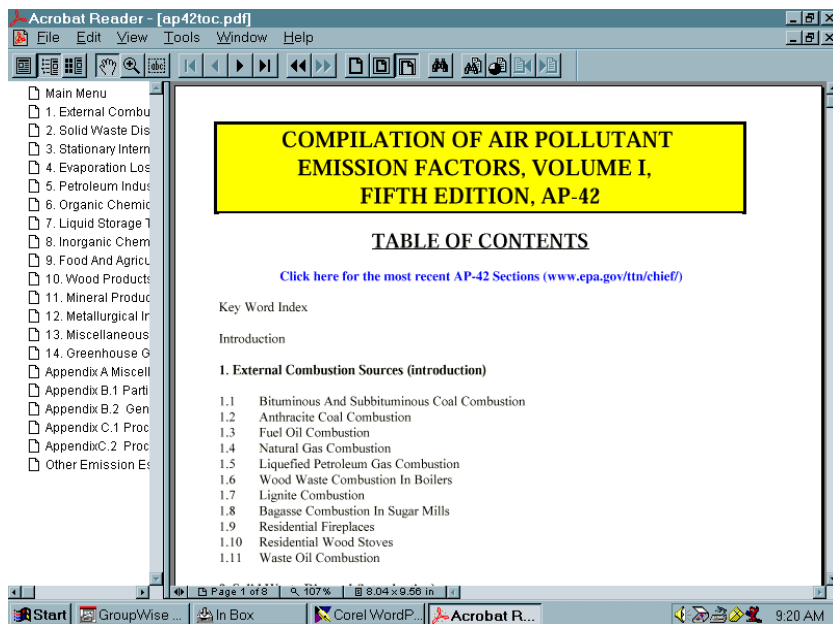 Acrobat Reader - [ap42toc.pdf]
File Edit View Tools Window Help
Main Menu
1. External Combu
2. Solid Waste Dis
3. Stationary Intern
4. Evaporation Los
5. Petroleum Indus
6. Organic Chemic
7. Liquid Storage T
8. Inorganic Chem
9. Food And Agricu
10. Wood Products
11. Mineral Produc
12. Metallurgical In
13. Miscellaneous
14. Greenhouse G
Appendix A Miscell
Appendix B.1 Parti
Appendix B.2 Gen
Appendix C.1 Proc
AppendixC.2 Proc
Other Emission Es
COMPILATION OF AIR POLLUTANT
EMISSION FACTORS, VOLUME I,
FIFTH EDITION, AP-42
TABLE OF CONTENTS
Click here for the most recent AP-42 Sections (www.epa.gov/ttn/chief/)
Key Word Index
Introduction
1. External Combustion Sources (introduction)
1.1 Bituminous And Subbituminous Coal Combustion
1.2 Anthracite Coal Combustion
1.3 Fuel Oil Combustion
1.4 Natural Gas Combustion
1.5 Liquefied Petroleum Gas Combustion
1.6 Wood Waste Combustion In Boilers
1.7 Lignite Combustion
1.8 Bagasse Combustion In Sugar Mills
1.9 Residential Fireplaces
1.10 Residential Wood Stoves
1.11 Waste Oil Combustion
Page 1 of 8 107% 8.04 x 9.56 in
Start GroupWise ... In Box Corel WordP... Acrobat R... 9:20 AM